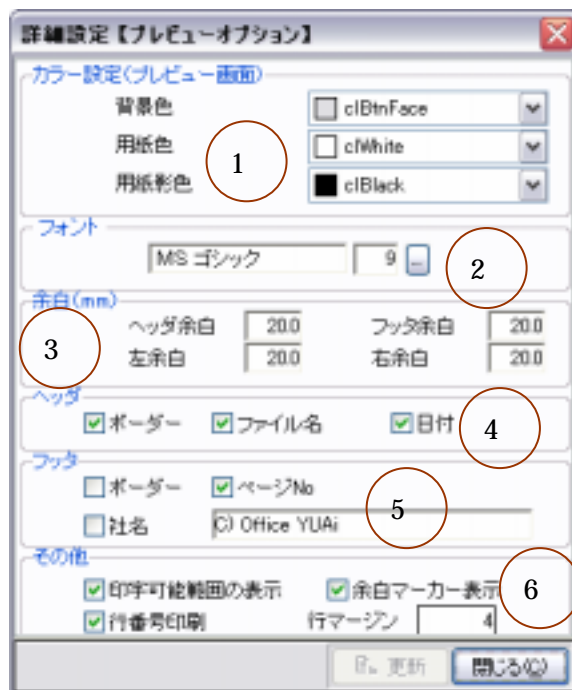 詳細設定【プレビューオプション】
カラー設定(プレビュー画面)
背景色 clBtnFace
用紙色 clWhite
1
用紙影色 clBlack
フォント
MS ゴシック 9 ...
2
余白(mm)
ヘッダ余白 20.0 フッタ余白 20.0
3
左余白 20.0 右余白 20.0
ヘッダ
ボーダー ファイル名 日付
4
フッタ
ボーダー ページNo
5
社名 (C) Office YUAi
その他
印字可能範囲の表示 余白マーカー表示
6
行番号印刷 行マージン 4
更新 閉じる(Q)